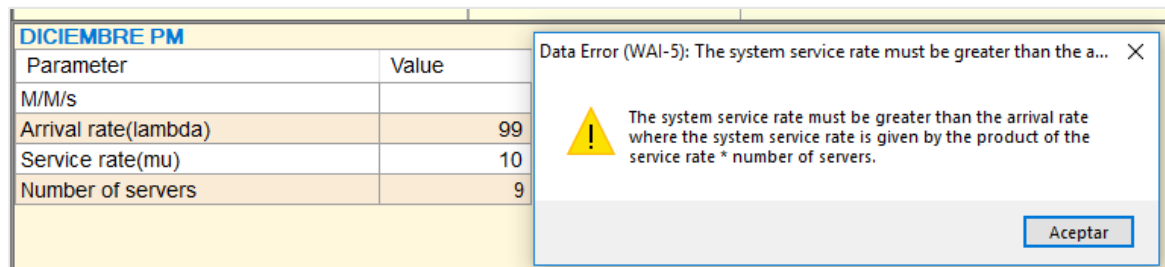 DICIEMBRE PM
Parameter Value
M/M/s
Arrival rate(lambda) 99
Service rate(mu) 10
Number of servers 9
Data Error (WAI-5): The system service rate must be greater than the a...
The system service rate must be greater than the arrival rate
where the system service rate is given by the product of the
service rate * number of servers.
Aceptar